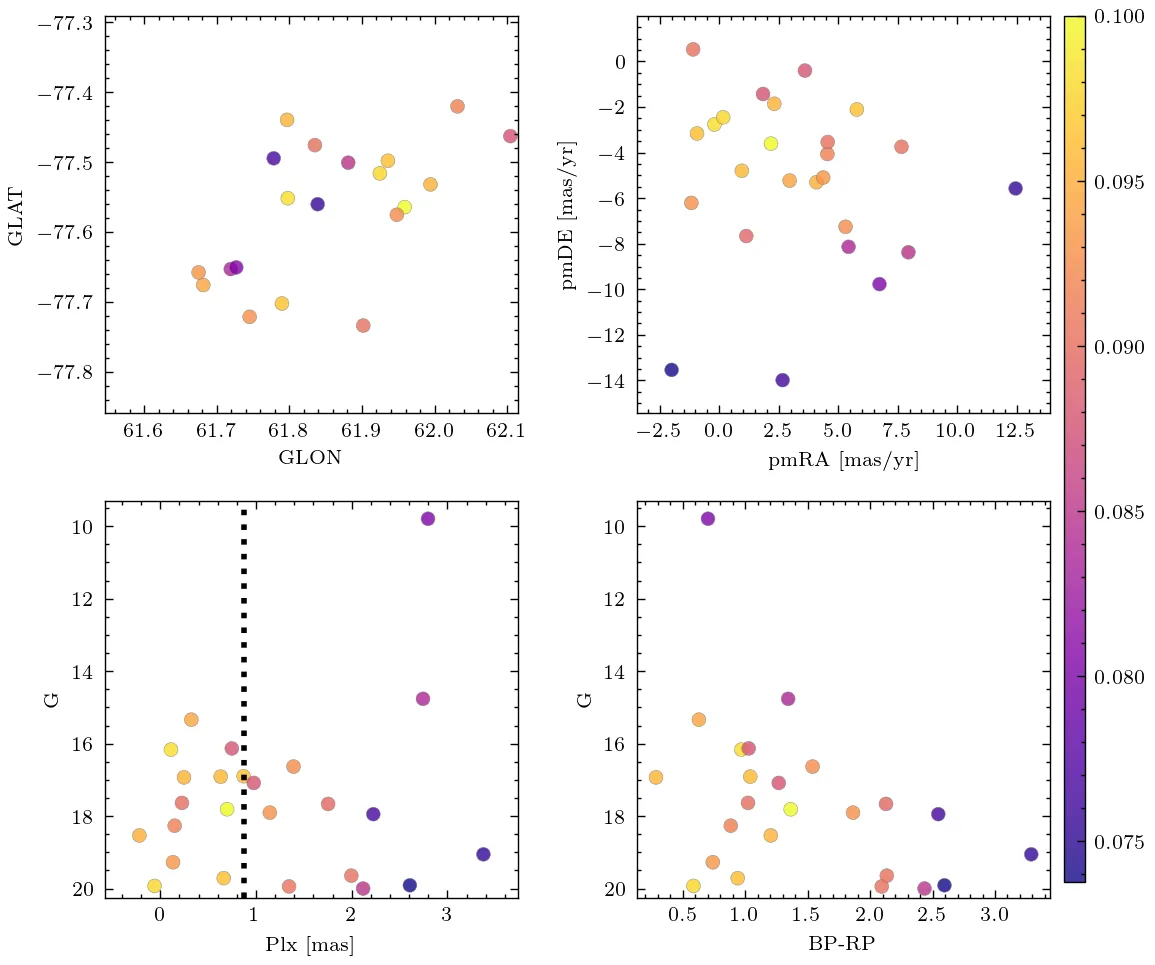 −77.3
−77.4
−77.5
−77.6
−77.7
−77.8
GLAT
61.6 61.7 61.8 61.9 62.0 62.1
GLON
0
−2
−4
−6
−8
−10
−12
−14
pmDE [mas/yr]
−2.5 0.0 2.5 5.0 7.5 10.0 12.5
pmRA [mas/yr]
0.100
0.095
0.090
0.085
0.080
0.075
10
12
14
16
18
20
G
0 1 2 3
Plx [mas]
10
12
14
16
18
20
G
0.5 1.0 1.5 2.0 2.5 3.0
BP-RP